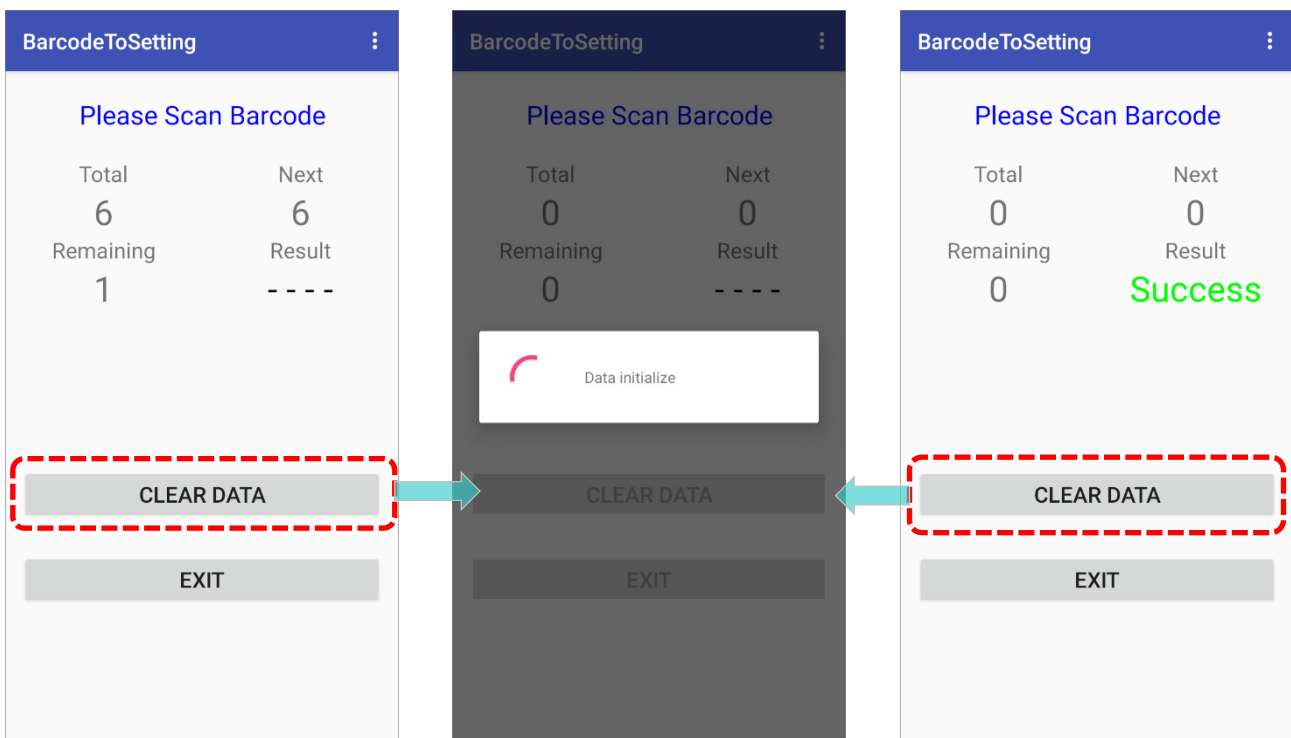 BarcodeToSetting
Please Scan Barcode
Total Next
6 6
Remaining Result
1 - - - -
CLEAR DATA
EXIT
BarcodeToSetting
Please Scan Barcode
Total Next
0 0
Remaining Result
0 - - - -
Data initialize
CLEAR DATA
EXIT
BarcodeToSetting
Please Scan Barcode
Total Next
0 0
Remaining Result
0 Success
CLEAR DATA
EXIT